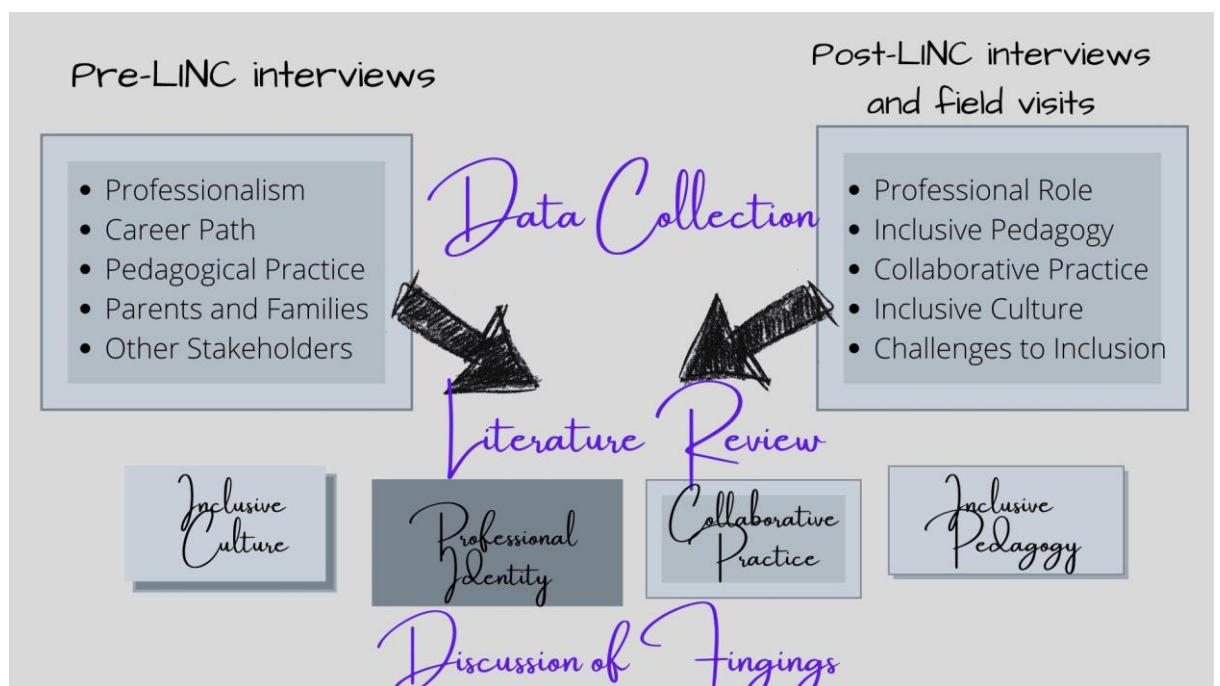 Pre-LINC interviews
Post-LINC interviews
and field visits
Data Collection
• Professionalism
• Career Path
• Pedagogical Practice
• Parents and Families
• Other Stakeholders
• Professional Role
• Inclusive Pedagogy
• Collaborative Practice
• Inclusive Culture
• Challenges to Inclusion
Literature Review
Inclusive
Culture
Professional
Identity
Collaborative
Practice
Inclusive
Pedagogy
Discussion of Fingings